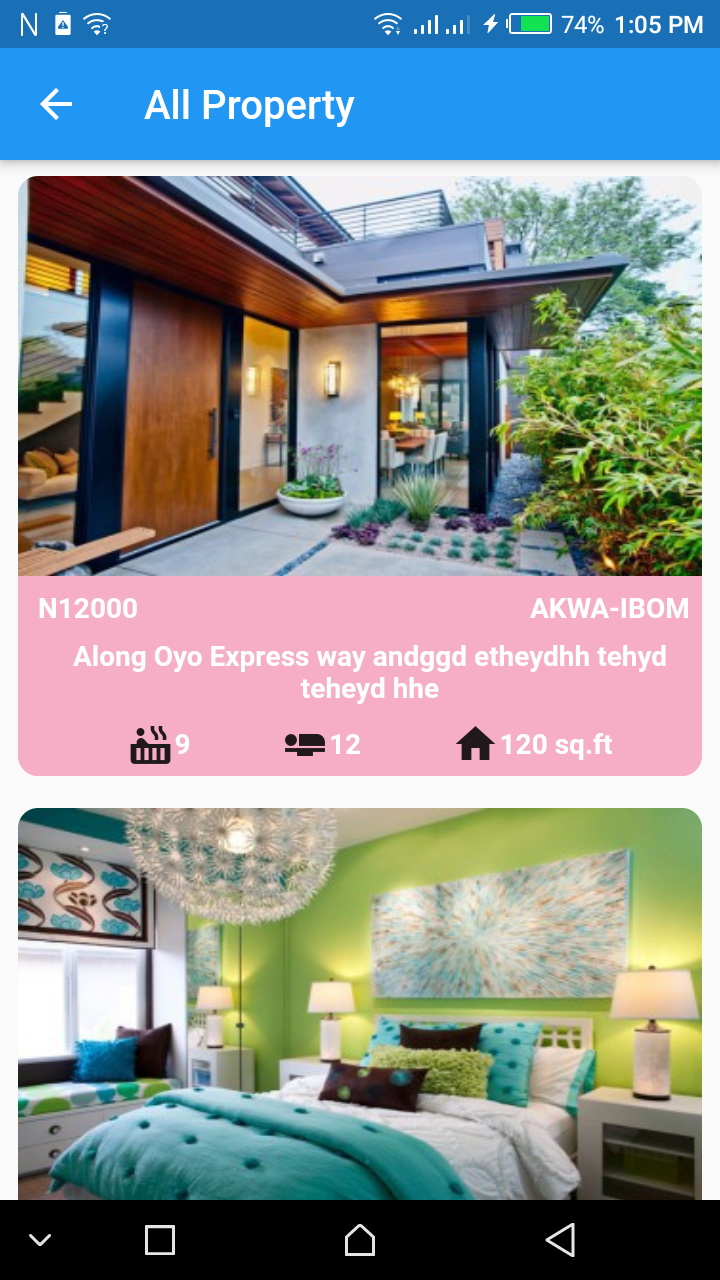 74% 1:05 PM
All Property
N12000
AKWA-IBOM
Along Oyo Express way andggd etheydhh tehyd
teheyd hhe
9
12
120 sq.ft